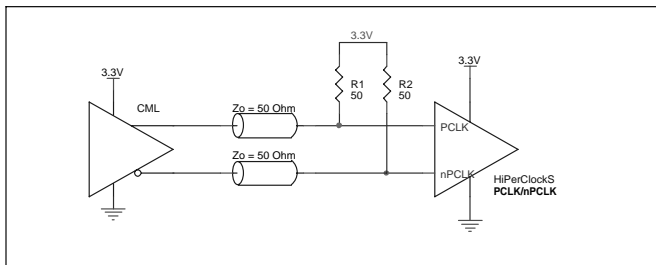 3.3V
3.3V
CML
R1
50
R2
50
3.3V
Zo = 50 Ohm
PCLK
Zo = 50 Ohm
nPCLK
HiPerClockS
PCLK/nPCLK